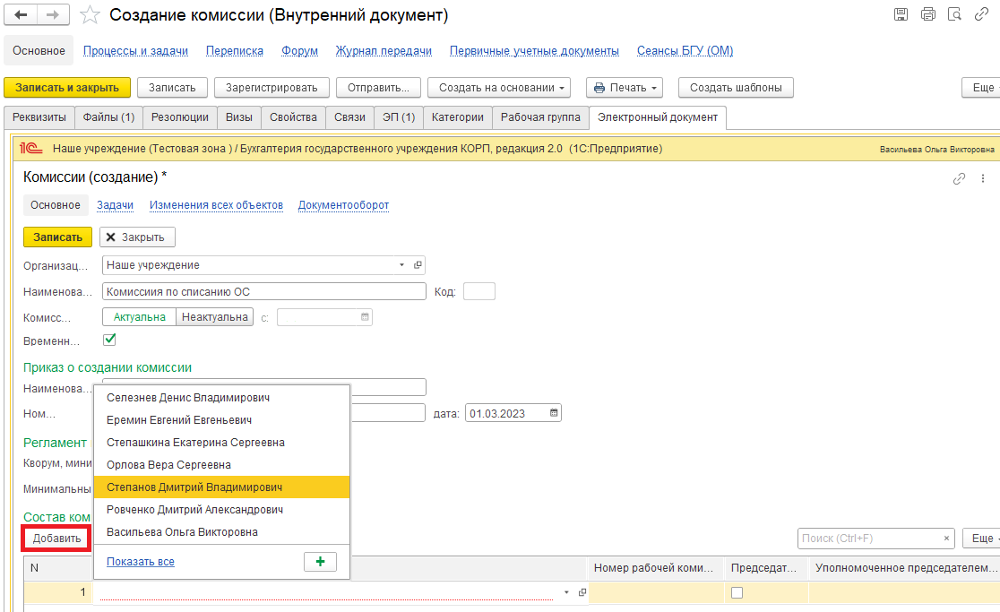 Создание комиссии (Внутренний документ)
Основное Процессы и задачи Переписка Форум Журнал передачи Первичные учетные документы Сеансы БГУ (ОМ)
Записать и закрыть Записать Зарегистрировать Отправить... Создать на основании Печать Создать шаблоны Еще
Реквизиты Файлы (1) Резолюции Визы Свойства Связи ЭП (1) Категории Рабочая группа Электронный документ
1С Наше учреждение (Тестовая зона ) / Бухгалтерия государственного учреждения КОРП, редакция 2.0 (1С:Предприятие) Васильева Ольга Викторовна
Комиссии (создание) *
Основное Задачи Изменения всех объектов Документооборот
Записать Закрыть
Организац... Наше учреждение
Наименова... Комиссиия по списанию ОС Код:
Комисс... Актуальна Неактуальна с:
Временн...
Приказ о создании комиссии
Наименова...
Ном... дата: 01.03.2023
Селезнев Денис Владимирович
Еремин Евгений Евгеньевич
Степашкина Екатерина Сергеевна
Орлова Вера Сергеевна
Степанов Дмитрий Владимирович
Ровченко Дмитрий Александрович
Васильева Ольга Викторовна
Показать все
Регламент
Кворум, мини
Минимальны
Состав ком
Добавить Поиск (Ctrl+F) × Еще
N Номер рабочей коми... Председат... Уполномоченное председателем...
1